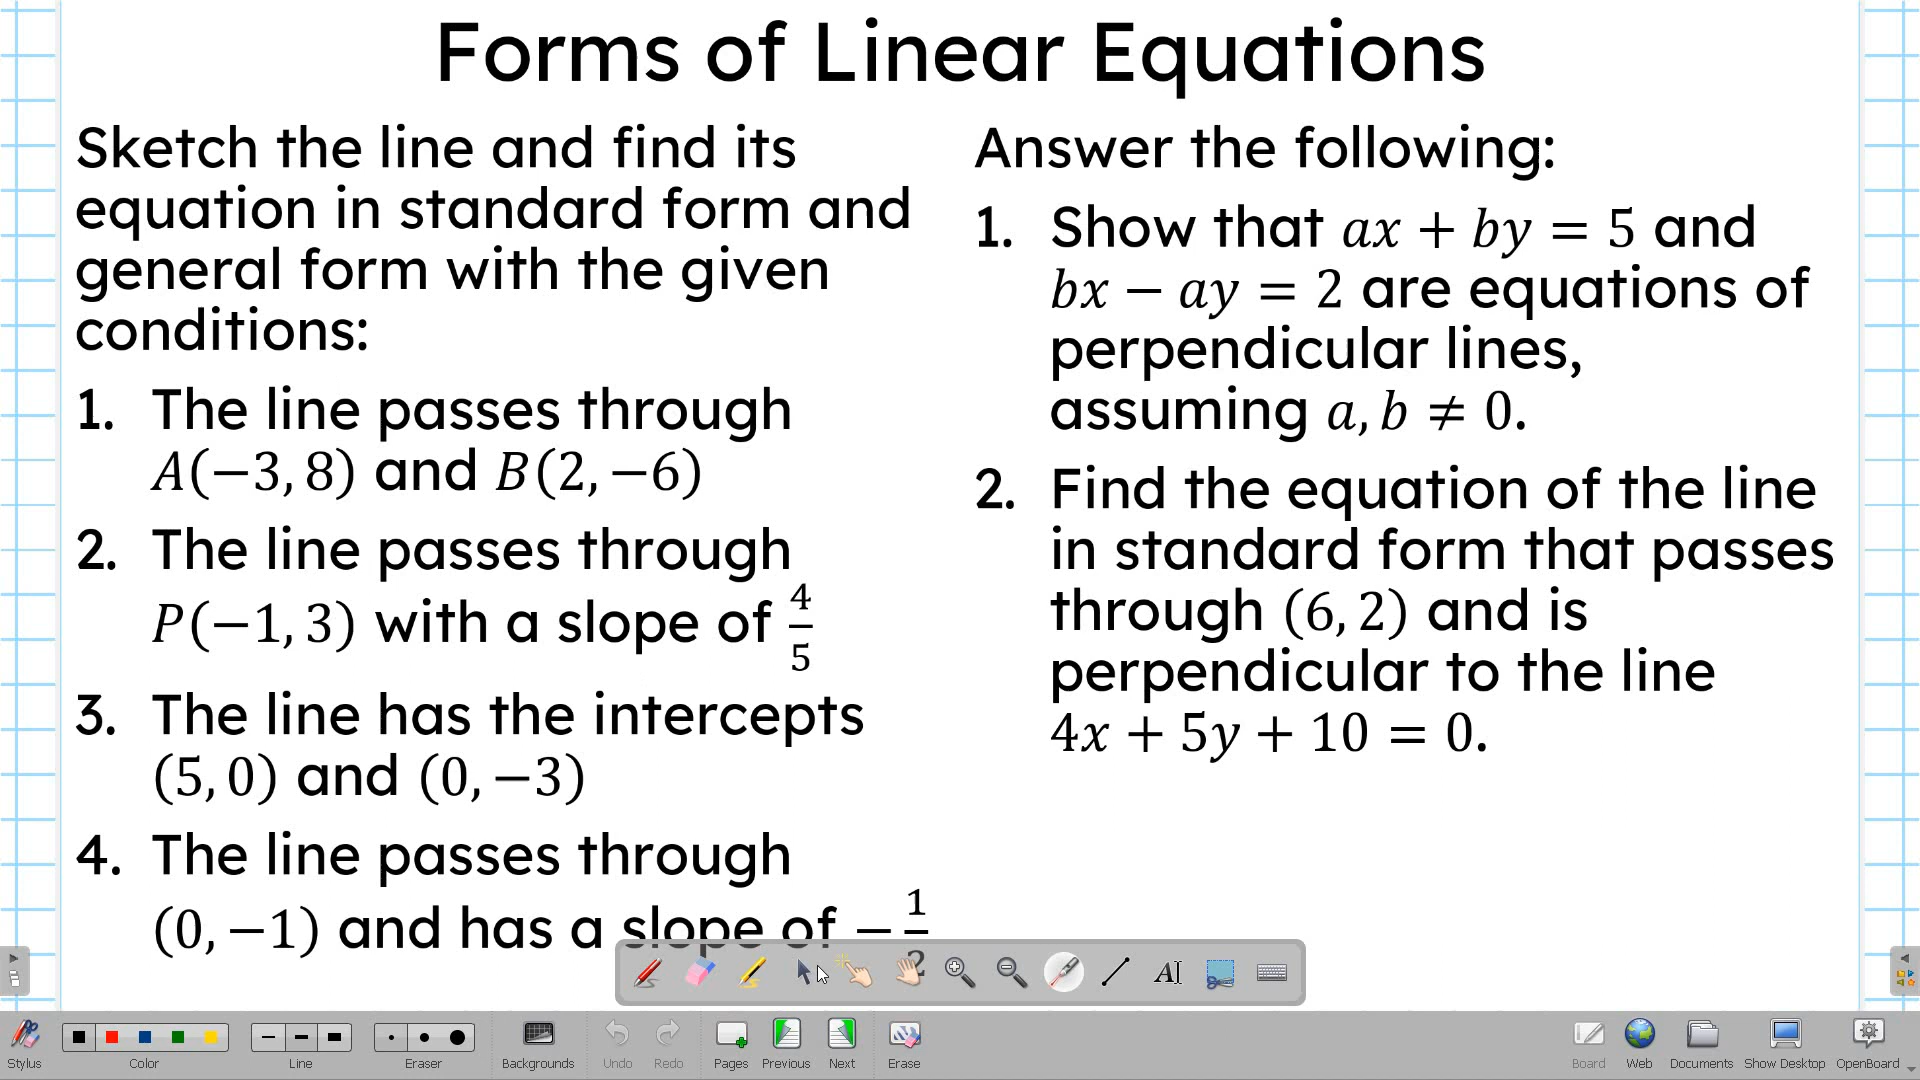 Forms of Linear Equations
Sketch the line and find its
equation in standard form and
general form with the given
conditions:
1. The line passes through
A(−3, 8) and B(2, −6)
2. The line passes through
P(−1, 3) with a slope of 4/5
3. The line has the intercepts
(5, 0) and (0, −3)
4. The line passes through
(0, −1) and has a slope of −1/2
Answer the following:
1. Show that ax + by = 5 and
bx − ay = 2 are equations of
perpendicular lines,
assuming a, b ≠ 0.
2. Find the equation of the line
in standard form that passes
through (6, 2) and is
perpendicular to the line
4x + 5y + 10 = 0.
AI
Stylus Color Line Eraser Backgrounds Undo Redo Pages Previous Next Erase Board Web Documents Show Desktop OpenBoard